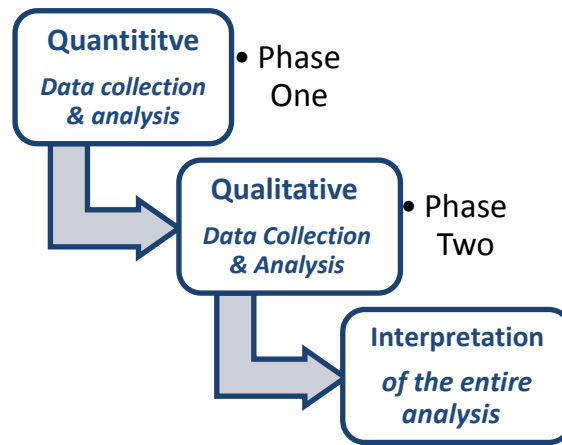 Quantititve
Data collection
& analysis
• Phase
One
Qualitative
Data Collection
& Analysis
• Phase
Two
Interpretation
of the entire
analysis